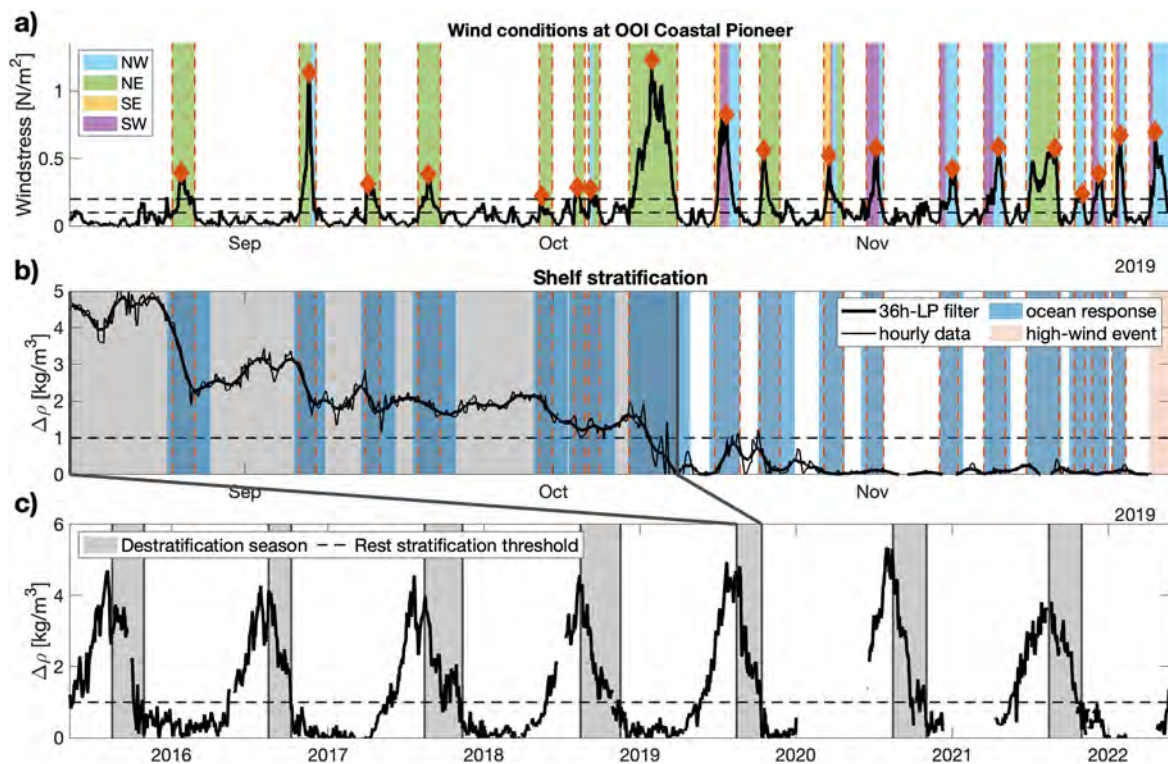 a)
Wind conditions at OOI Coastal Pioneer
Windstress [N/m²]
1
0.5
0
NW
NE
SE
SW
Sep
Oct
Nov
2019
b)
Shelf stratification
Δρ [kg/m³]
5
4
3
2
1
0
36h-LP filter
hourly data
ocean response
high-wind event
Sep
Oct
Nov
2019
c)
Δρ [kg/m³]
6
4
2
0
Destratification season
Rest stratification threshold
2016
2017
2018
2019
2020
2021
2022